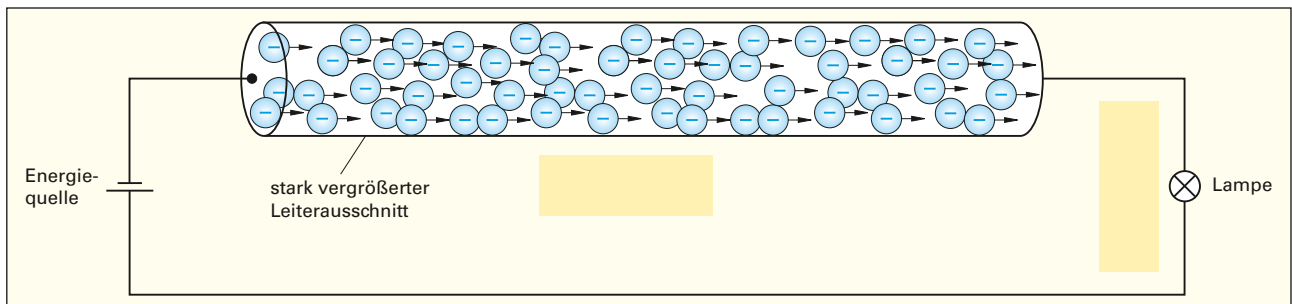 Energie-
quelle
stark vergrößerter
Leiterausschnitt
Lampe